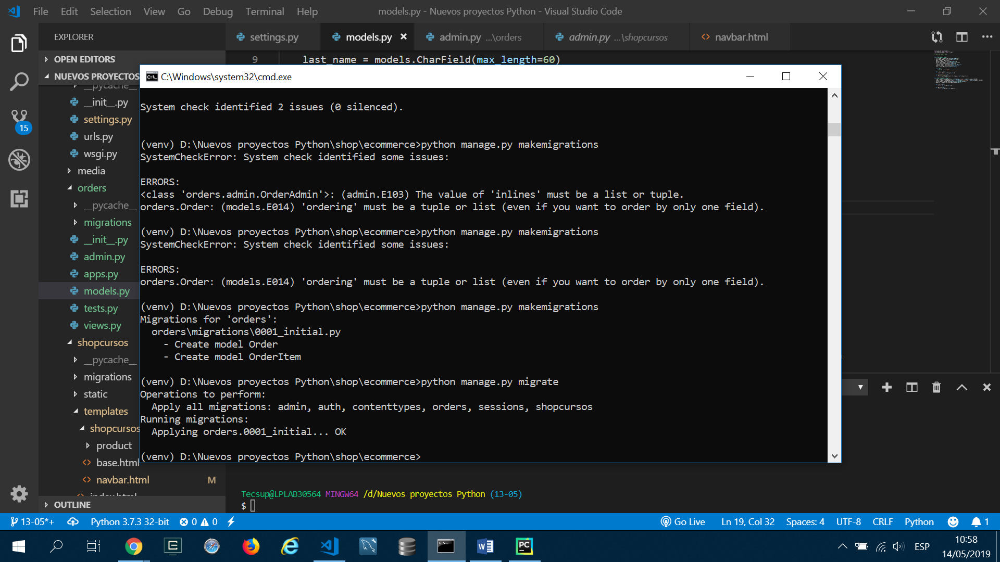 File Edit Selection View Go Debug Terminal Help
models.py - Nuevos proyectos Python - Visual Studio Code
EXPLORER
settings.py
models.py
admin.py ...\orders
admin.py ...\shopcursos
navbar.html
OPEN EDITORS
NUEVOS PROYECTOS
__pycache__
__init__.py
settings.py
urls.py
wsgi.py
media
orders
__pycache__
migrations
__init__.py
admin.py
apps.py
models.py
tests.py
views.py
shopcursos
__pycache__
migrations
static
templates
shopcursos
product
base.html
navbar.html M
index.html
OUTLINE
15
9 last_name = models.CharField(max_length=60)
C:\Windows\system32\cmd.exe
System check identified 2 issues (0 silenced).
(venv) D:\Nuevos proyectos Python\shop\ecommerce>python manage.py makemigrations
SystemCheckError: System check identified some issues:
ERRORS:
<class 'orders.admin.OrderAdmin'>: (admin.E103) The value of 'inlines' must be a list or tuple.
orders.Order: (models.E014) 'ordering' must be a tuple or list (even if you want to order by only one field).
(venv) D:\Nuevos proyectos Python\shop\ecommerce>python manage.py makemigrations
SystemCheckError: System check identified some issues:
ERRORS:
orders.Order: (models.E014) 'ordering' must be a tuple or list (even if you want to order by only one field).
(venv) D:\Nuevos proyectos Python\shop\ecommerce>python manage.py makemigrations
Migrations for 'orders':
orders\migrations\0001_initial.py
- Create model Order
- Create model OrderItem
(venv) D:\Nuevos proyectos Python\shop\ecommerce>python manage.py migrate
Operations to perform:
Apply all migrations: admin, auth, contenttypes, orders, sessions, shopcursos
Running migrations:
Applying orders.0001_initial... OK
(venv) D:\Nuevos proyectos Python\shop\ecommerce>
Tecsup@LPLAB30564 MINGW64 /d/Nuevos proyectos Python (13-05)
$
13-05*+ Python 3.7.3 32-bit 0 0 Go Live Ln 19, Col 32 Spaces: 4 UTF-8 CRLF Python 1
ESP
10:58
14/05/2019